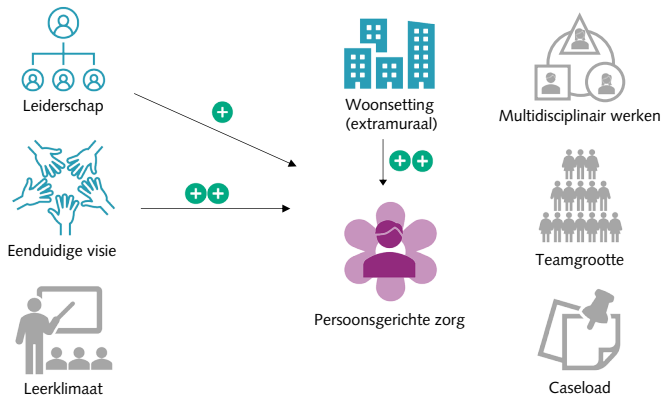 Leiderschap
Woonsetting
(extramuraal)
Multidisciplinair werken
Eenduidige visie
Teamgrootte
Persoonsgerichte zorg
Leerklimaat
Caseload